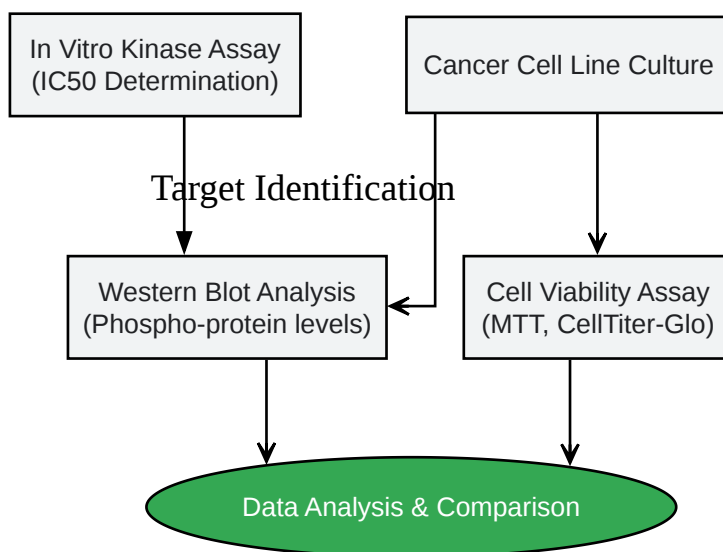 In Vitro Kinase Assay
(IC50 Determination)
Cancer Cell Line Culture
Target Identification
Western Blot Analysis
(Phospho-protein levels)
Cell Viability Assay
(MTT, CellTiter-Glo)
Data Analysis & Comparison